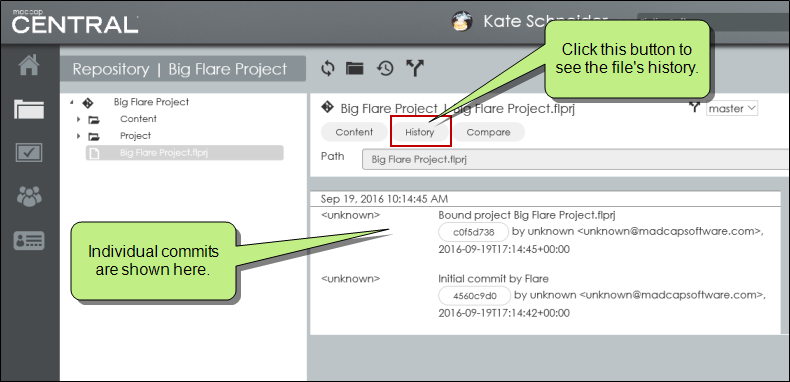 madcap
CENTRAL
Kate Schneider
Click this button to
see the file's history.
Repository | Big Flare Project
Big Flare Project
Content
Project
Big Flare Project.flprj
Big Flare Project | Big Flare Project.flprj
master
Content
History
Compare
Path
Big Flare Project.flprj
Sep 19, 2016 10:14:45 AM
<unknown>
Bound project Big Flare Project.flprj
c0f5d738 by unknown <unknown@madcapsoftware.com>,
2016-09-19T17:14:45+00:00
<unknown>
Initial commit by Flare
4560c9d0 by unknown <unknown@madcapsoftware.com>,
2016-09-19T17:14:42+00:00
Individual commits
are shown here.